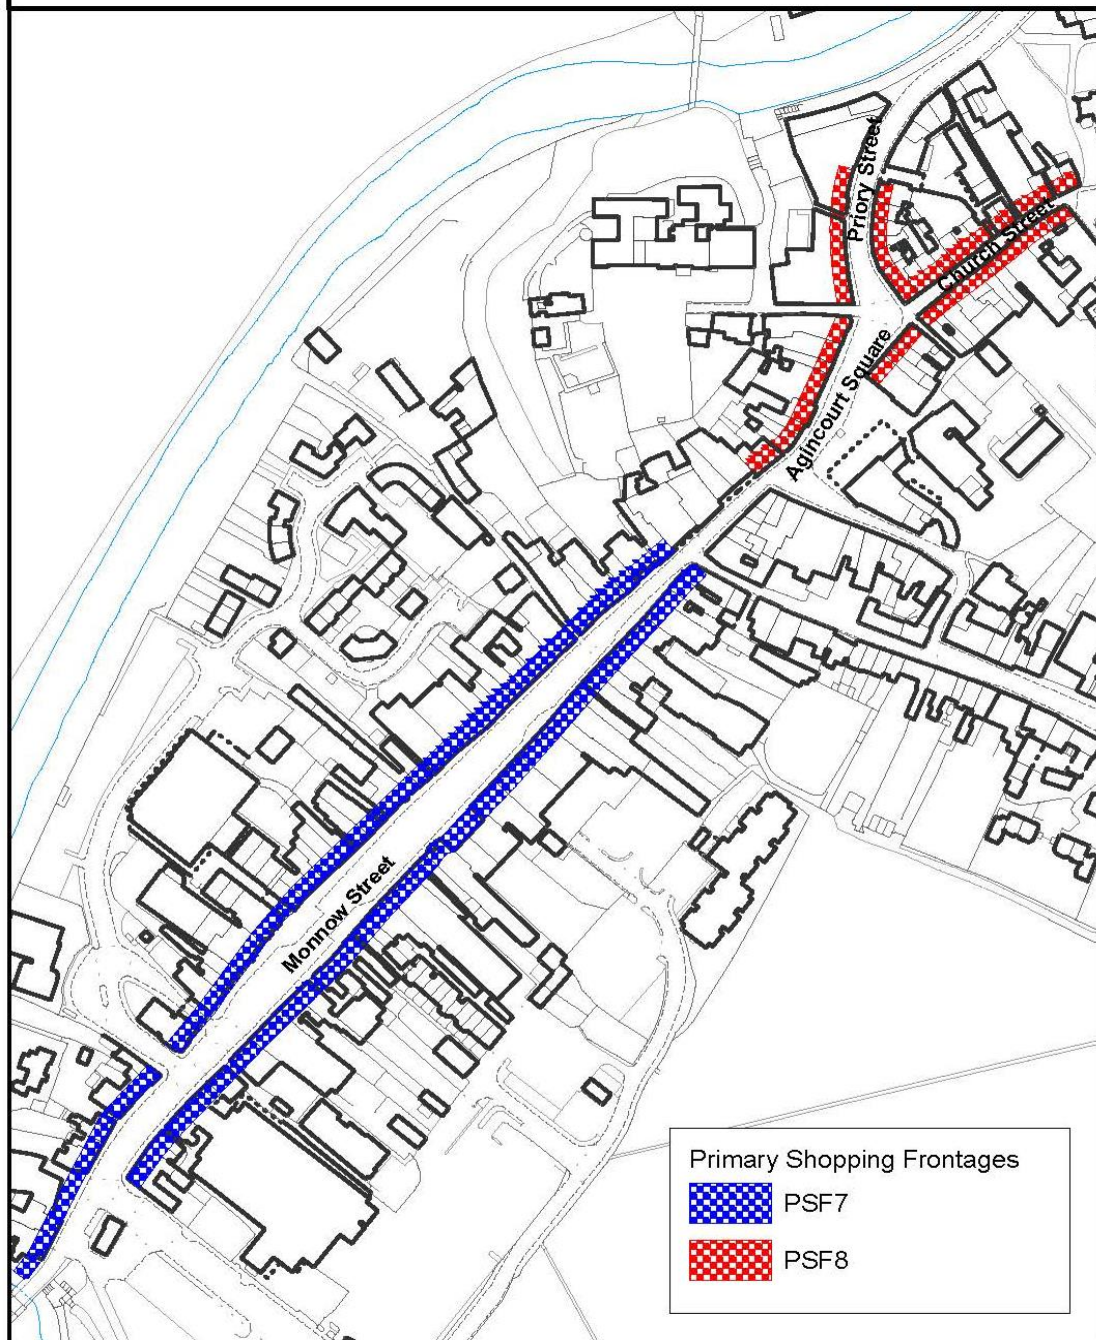 Priory Street
Church Street
Agincourt Square
Monnow Street
Primary Shopping Frontages
PSF7
PSF8